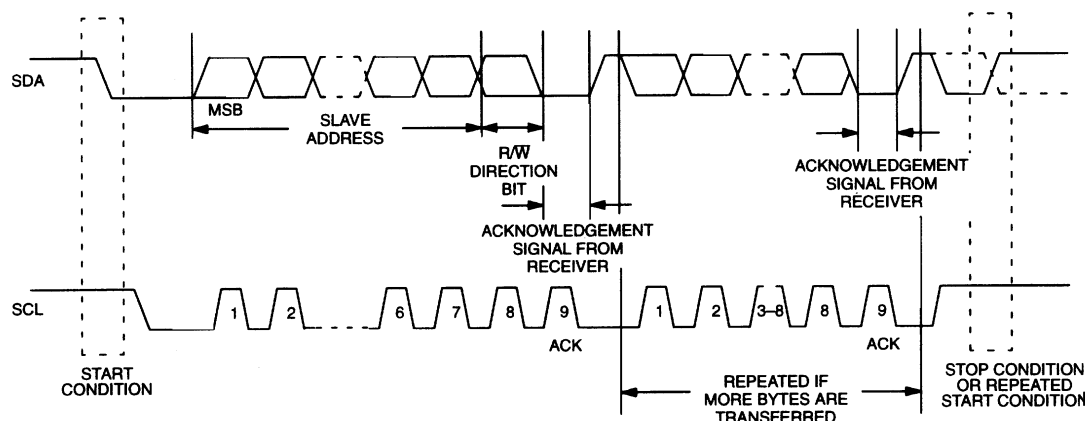 SDA
MSB
SLAVE
ADDRESS
R/W̅
DIRECTION
BIT
ACKNOWLEDGEMENT
SIGNAL FROM
RECEIVER
ACKNOWLEDGEMENT
SIGNAL FROM
RECEIVER
SCL
1 2 6 7 8 9 1 2 3–8 8 9
ACK ACK
START
CONDITION
REPEATED IF
MORE BYTES ARE
TRANSFERRED
STOP CONDITION
OR REPEATED
START CONDITION